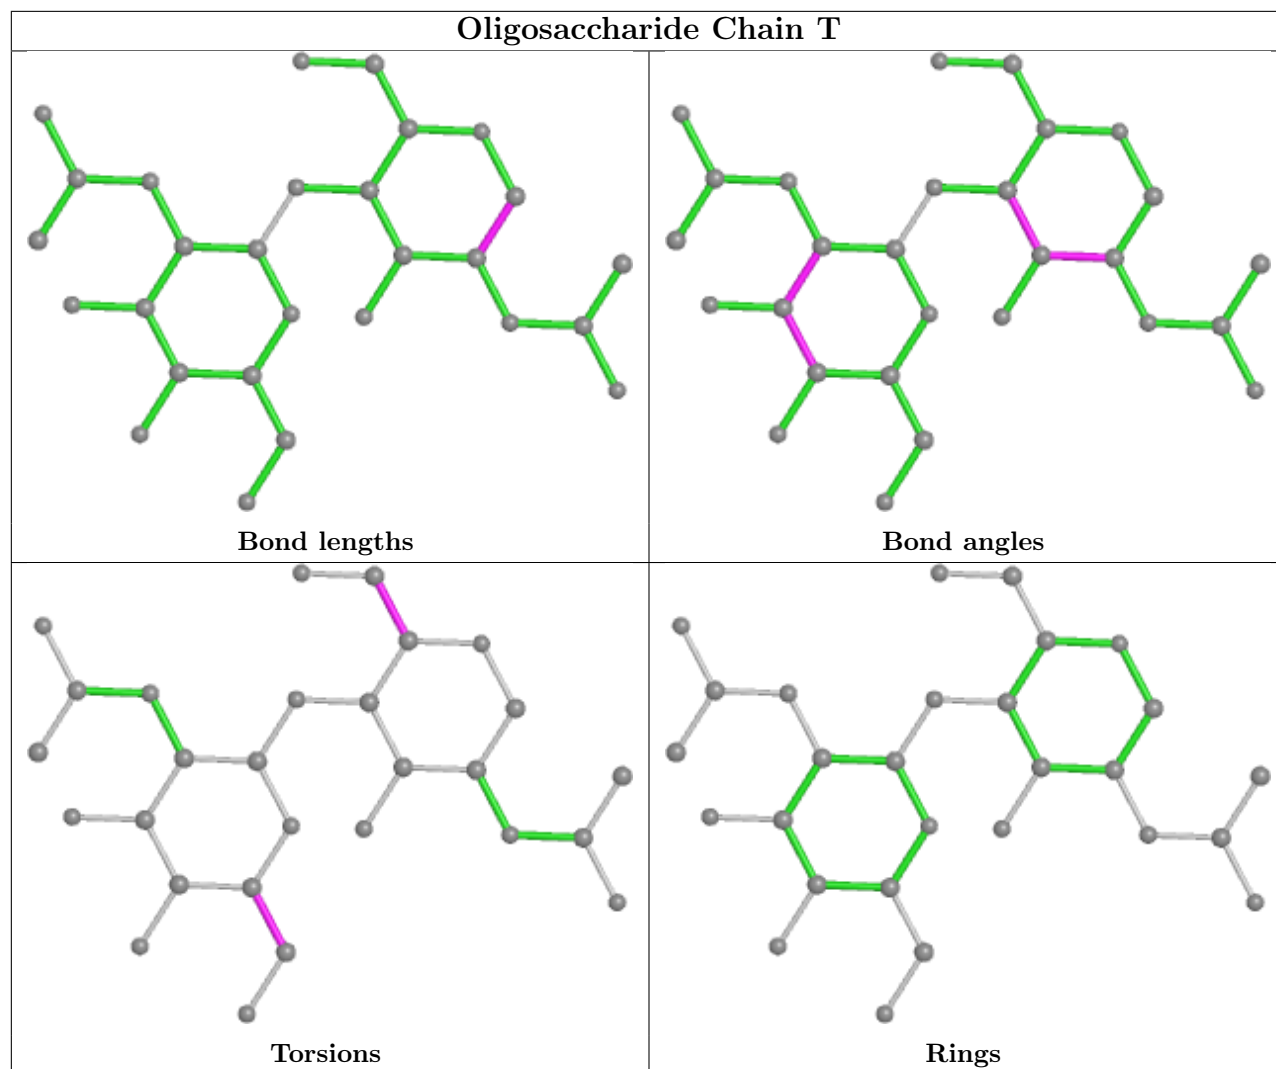 Oligosaccharide Chain T
Bond lengths
Bond angles
Torsions
Rings